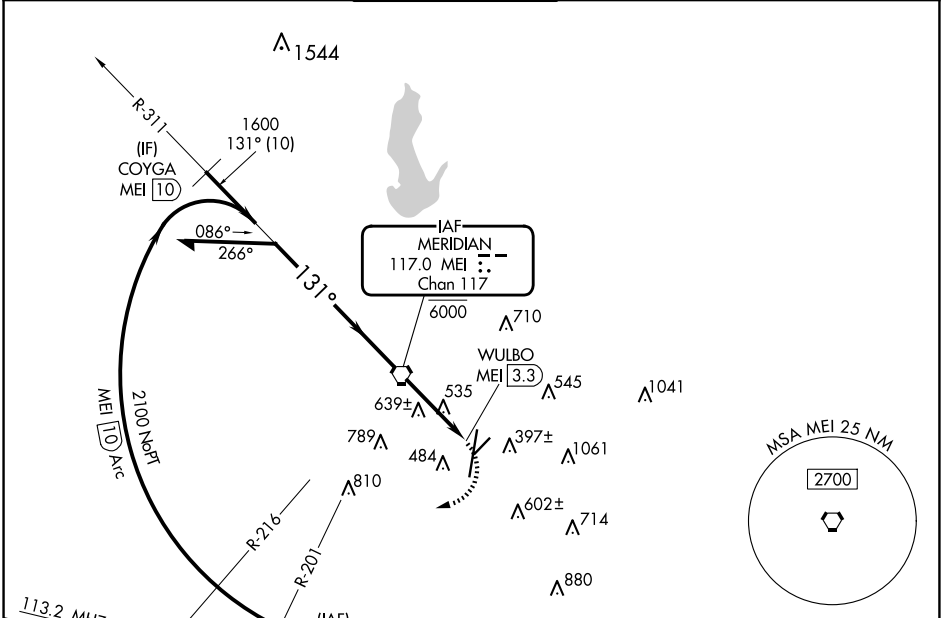 1544
R-311
1600
131° (10)
(IF)
COYGA
MEI 10
086°
266°
131°
IAF
MERIDIAN
117.0 MEI
Chan 117
6000
710
WULBO
MEI 3.3
535
545
1041
639±
789
484
397±
1061
810
602±
714
880
2100 NoPT
MEI 10 Arc
R-216
R-201
MSA MEI 25 NM
2700
113.2
(IAF)